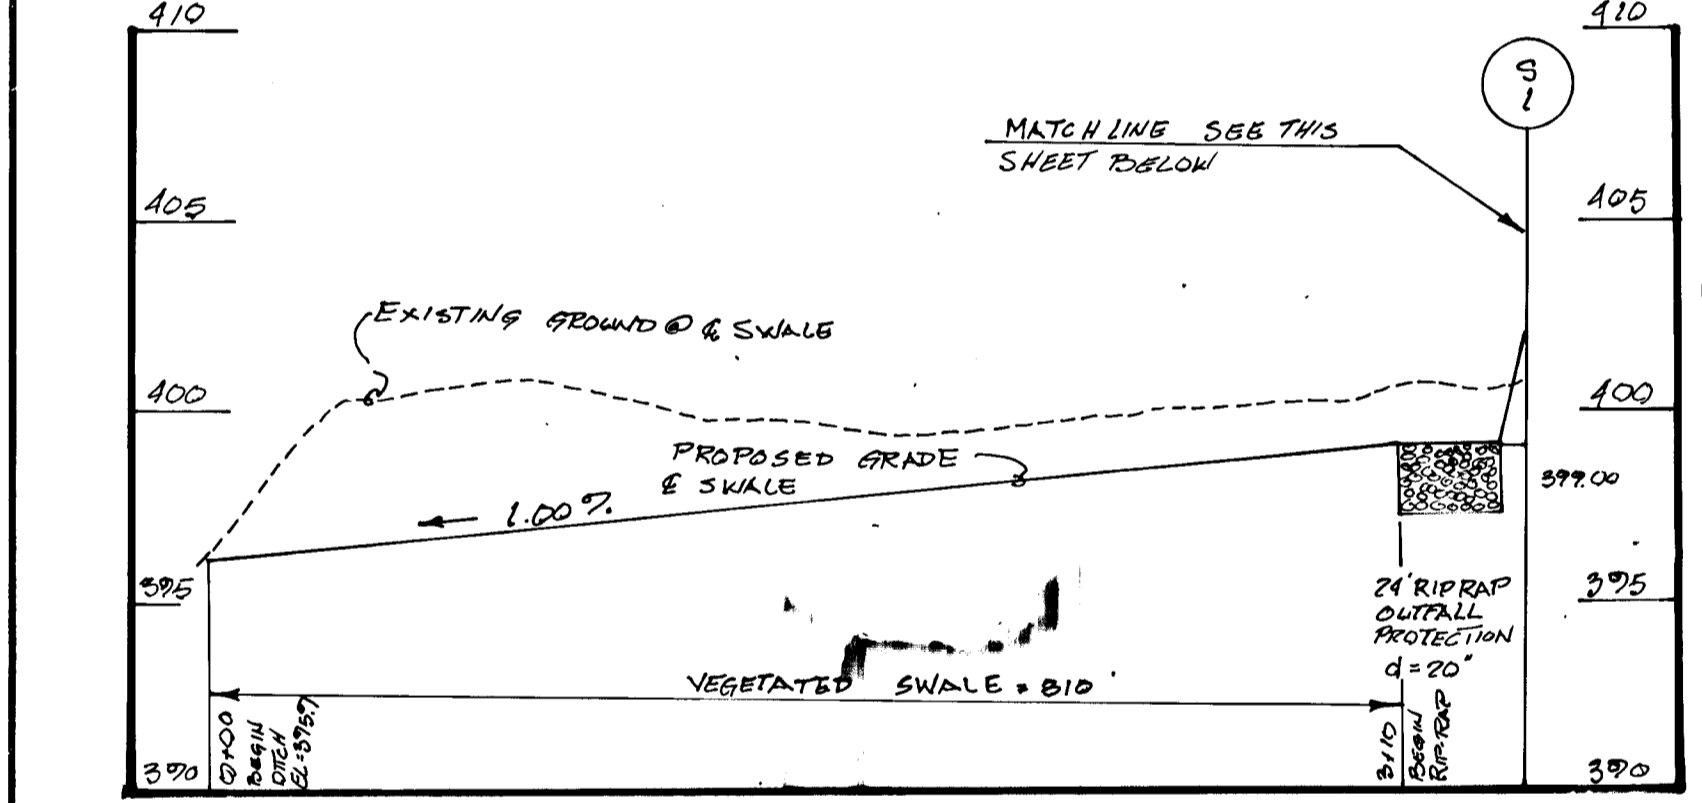 410
410
S
1
MATCH LINE SEE THIS
SHEET BELOW
405
405
EXISTING GROUND @ ℄ SWALE
400
400
PROPOSED GRADE
℄ SWALE
1.00%
399.00
395
395
24' RIPRAP
OUTFALL
PROTECTION
d = 20"
VEGETATED SWALE = 310'
0+00
BEGIN
DITCH
EL=395.9
3+10
BEGIN
RIP-RAP
390
390